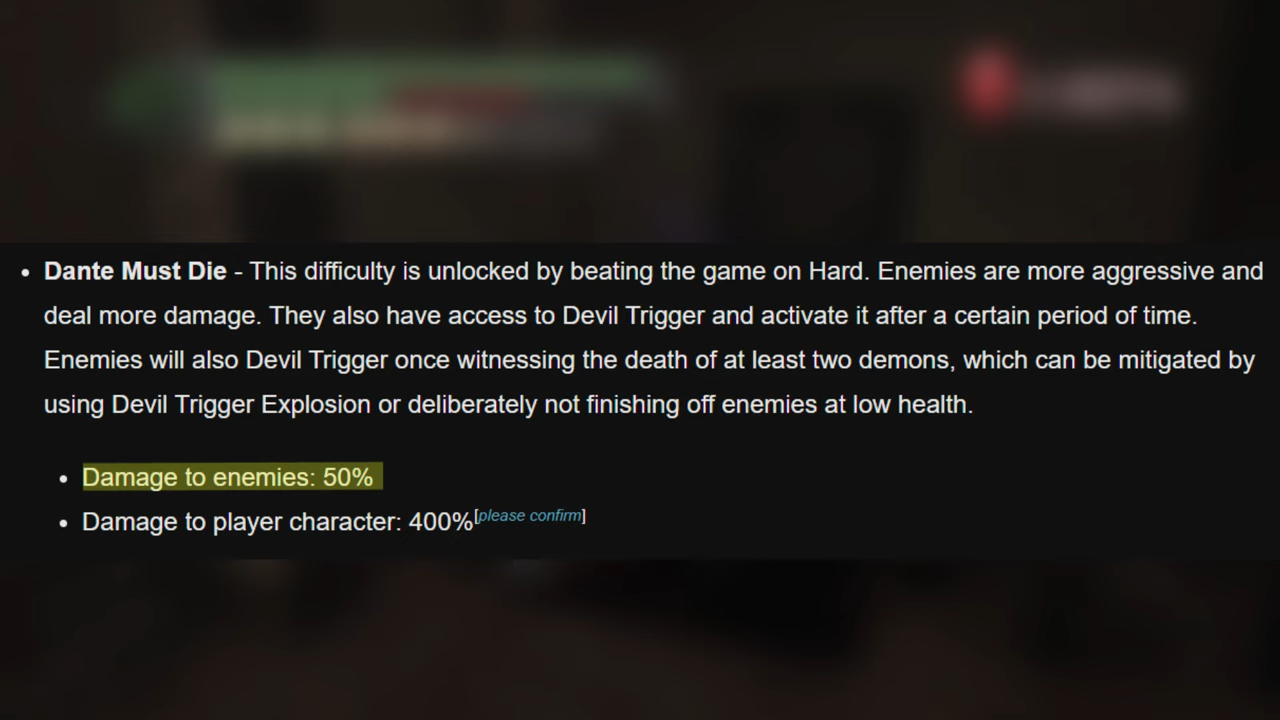 • Dante Must Die - This difficulty is unlocked by beating the game on Hard. Enemies are more aggressive and
deal more damage. They also have access to Devil Trigger and activate it after a certain period of time.
Enemies will also Devil Trigger once witnessing the death of at least two demons, which can be mitigated by
using Devil Trigger Explosion or deliberately not finishing off enemies at low health.
• Damage to enemies: 50%
• Damage to player character: 400%[please confirm]